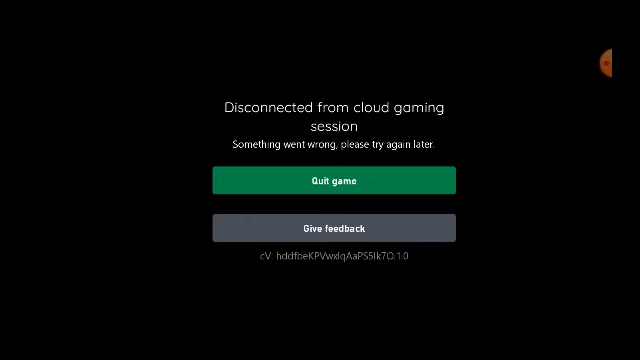 Disconnected from cloud gaming
session
Something went wrong, please try again later.
Quit game
Give feedback